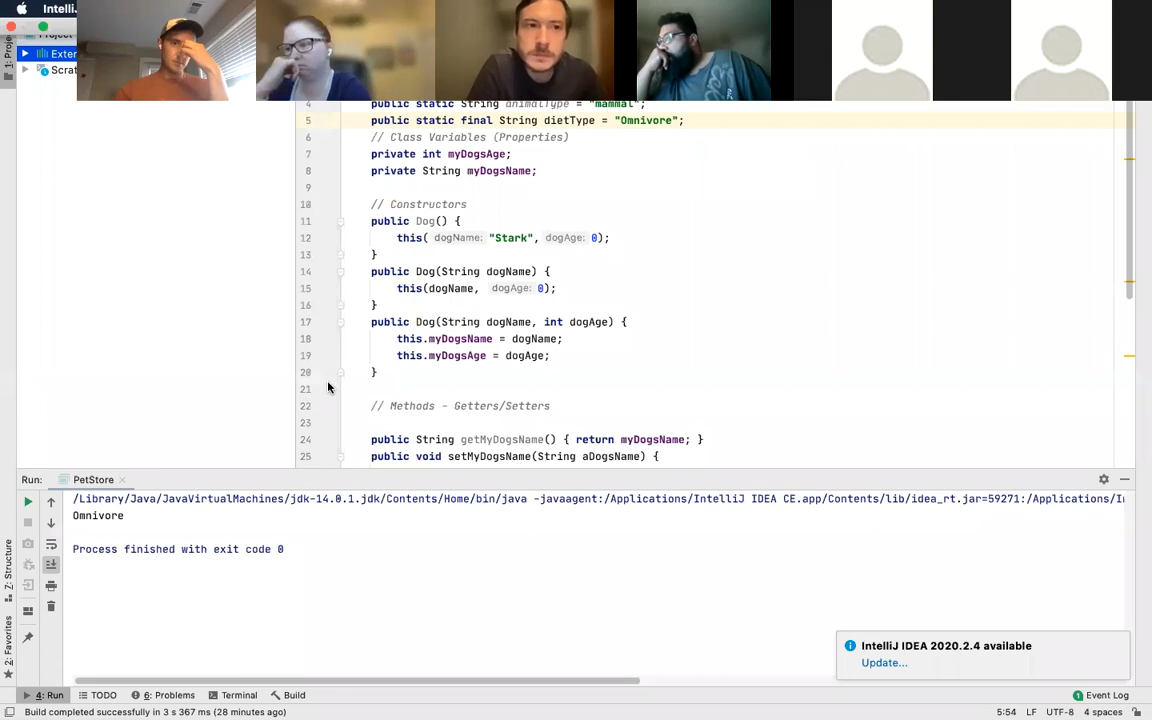 Intelli
Project
1: Proje
Exter
Scrat
4 public static String animalType = "mammal";
5 public static final String dietType = "Omnivore";
6 // Class Variables (Properties)
7 private int myDogsAge;
8 private String myDogsName;
9
10 // Constructors
11 public Dog() {
12 this( dogName: "Stark", dogAge: 0);
13 }
14 public Dog(String dogName) {
15 this(dogName, dogAge: 0);
16 }
17 public Dog(String dogName, int dogAge) {
18 this.myDogsName = dogName;
19 this.myDogsAge = dogAge;
20 }
21
22 // Methods - Getters/Setters
23
24 public String getMyDogsName() { return myDogsName; }
25 public void setMyDogsName(String aDogsName) {
Run: PetStore
/Library/Java/JavaVirtualMachines/jdk-14.0.1.jdk/Contents/Home/bin/java -javaagent:/Applications/IntelliJ IDEA CE.app/Contents/lib/idea_rt.jar=59271:/Applications/In
Omnivore
Process finished with exit code 0
Z: Structure
2: Favorites
IntelliJ IDEA 2020.2.4 available
Update...
4: Run TODO 6: Problems Terminal Build 1 Event Log
Build completed successfully in 3 s 367 ms (28 minutes ago) 5:54 LF UTF-8 4 spaces